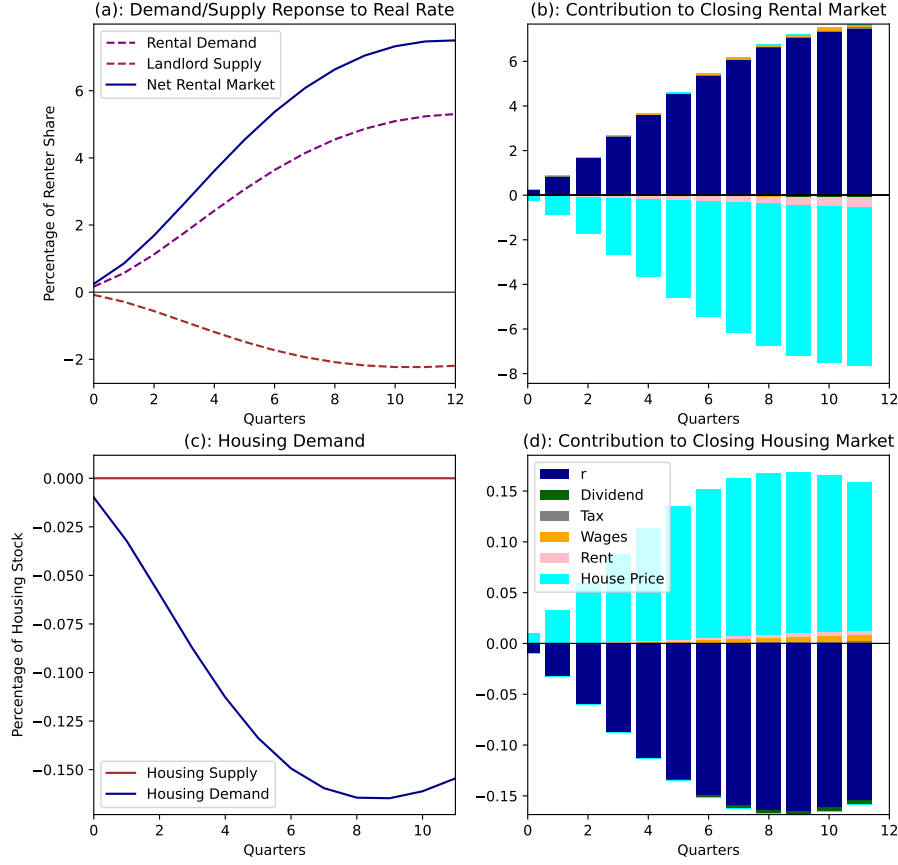 (a): Demand/Supply Reponse to Real Rate
Percentage of Renter Share
6
4
2
0
−2
Rental Demand
Landlord Supply
Net Rental Market
0 2 4 6 8 10 12
Quarters
(b): Contribution to Closing Rental Market
6
4
2
0
−2
−4
−6
−8
0 2 4 6 8 10 12
Quarters
(c): Housing Demand
Percentage of Housing Stock
0.000
−0.025
−0.050
−0.075
−0.100
−0.125
−0.150
Housing Supply
Housing Demand
0 2 4 6 8 10
Quarters
(d): Contribution to Closing Housing Market
0.15
0.10
0.05
0.00
−0.05
−0.10
−0.15
r
Dividend
Tax
Wages
Rent
House Price
0 2 4 6 8 10 12
Quarters